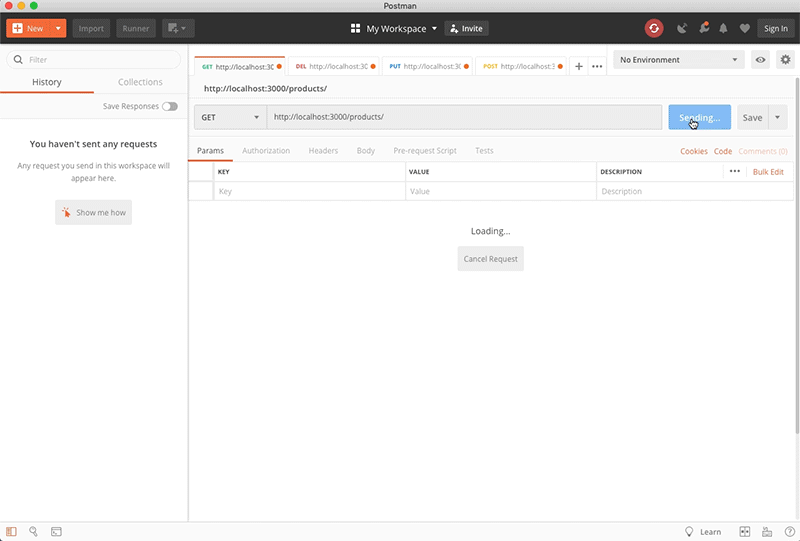 Postman
New Import Runner My Workspace Invite Sign In
Filter
History Collections
Save Responses
You haven't sent any requests
Any request you send in this workspace will
appear here.
Show me how
GET http://localhost:3( DEL http://localhost:3( PUT http://localhost:3( POST http://localhost:3 + ••• No Environment
http://localhost:3000/products/
GET http://localhost:3000/products/ Sending... Save
Params Authorization Headers Body Pre-request Script Tests Cookies Code Comments (0)
KEY VALUE DESCRIPTION ••• Bulk Edit
Key Value Description
Loading...
Cancel Request
Learn